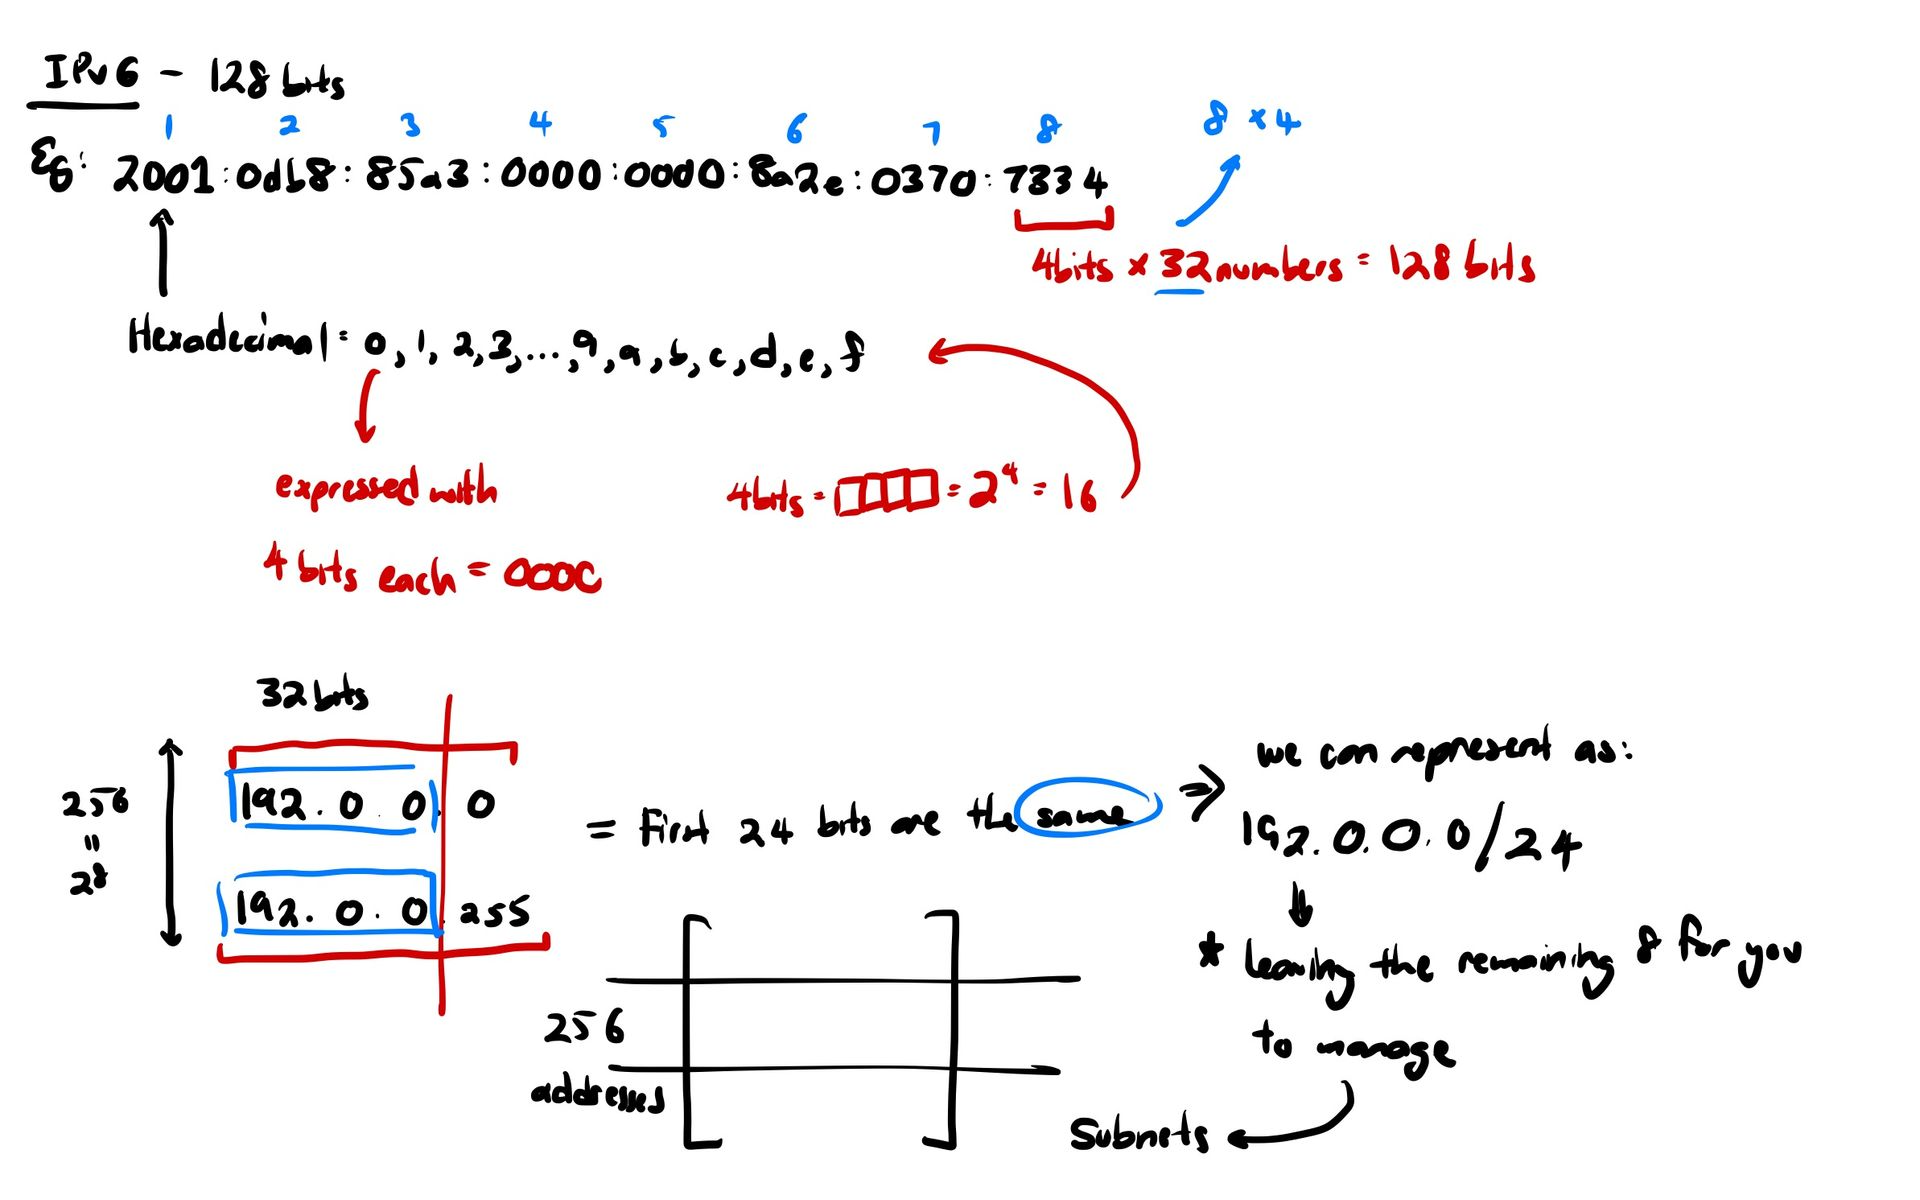 IPv6 - 128 bits
1 2 3 4 5 6 7 8 8 × 4
Eg: 2001:0db8:85a3:0000:0000:8a2e:0370:7334
4bits × 32 numbers = 128 bits
Hexadecimal = 0, 1, 2, 3, ..., 9, a, b, c, d, e, f
expressed with
4 bits each = 0000
4bits = = 2^4 = 16
32 bits
192.0.0.0
256
"
2^8
192.0.0.255
= First 24 bits are the same ⇒
we can represent as:
192.0.0.0/24
* leaving the remaining 8 for you
to manage
Subnets
256
addresses